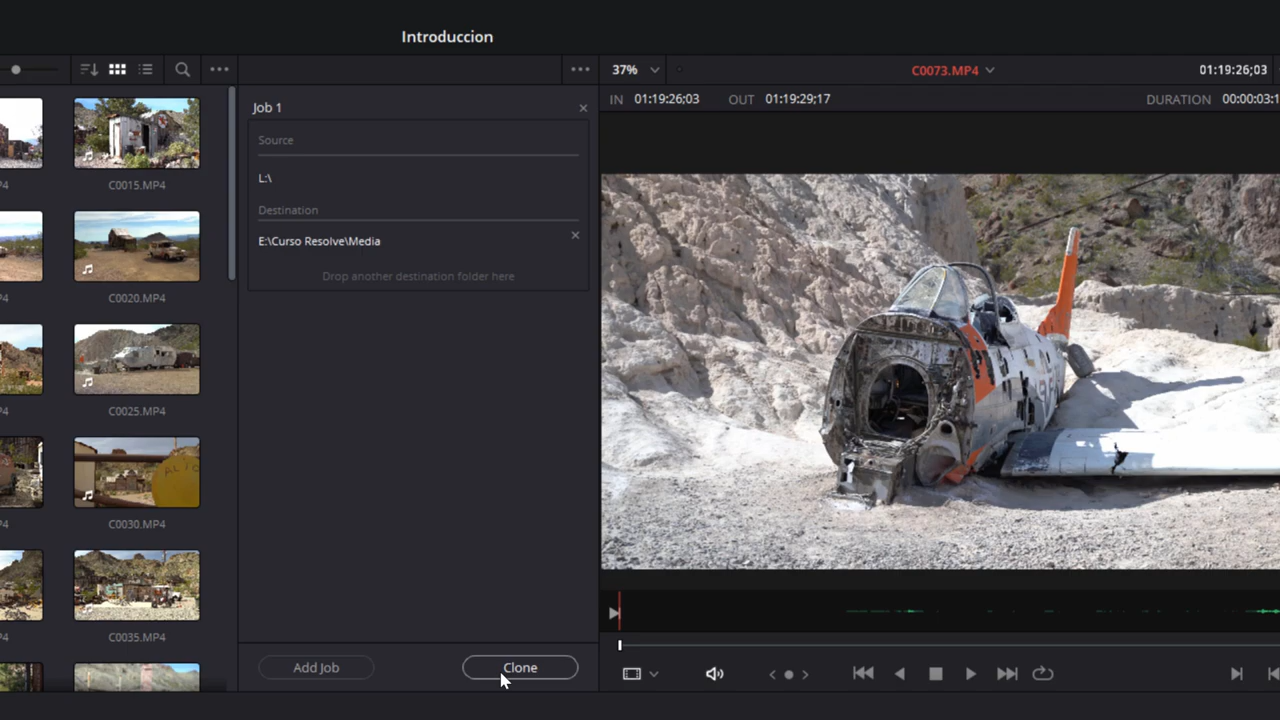 Introduccion
37%
C0073.MP4
01:19:26;03
IN 01:19:26;03 OUT 01:19:29;17
DURATION 00:00:03;1
Job 1
Source
L:\
Destination
E:\Curso Resolve\Media
Drop another destination folder here
Add Job
Clone
C0015.MP4
C0020.MP4
C0025.MP4
C0030.MP4
C0035.MP4